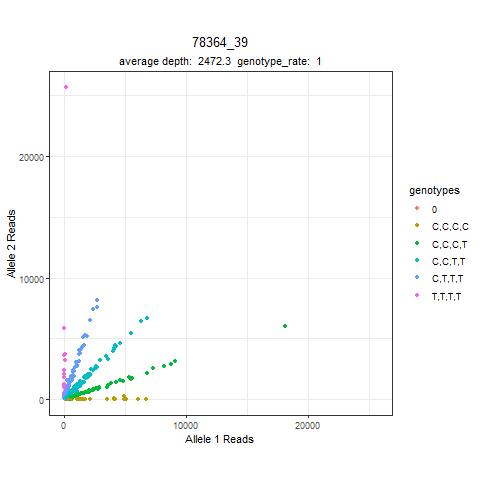 78364_39
average depth:  2472.3  genotype_rate:  1
20000
10000
0
Allele 2 Reads
0
10000
20000
Allele 1 Reads
genotypes
0
C,C,C,C
C,C,C,T
C,C,T,T
C,T,T,T
T,T,T,T